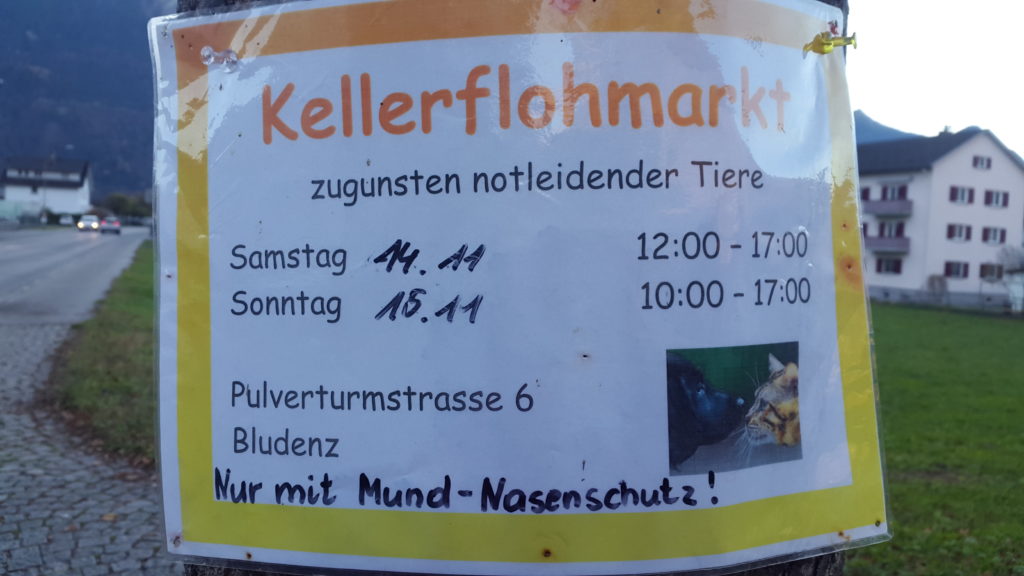 Kellerflohmarkt
zugunsten notleidender Tiere
Samstag 14.11 12:00 - 17:00
Sonntag 15.11 10:00 - 17:00
Pulverturmstrasse 6
Bludenz
Nur mit Mund-Nasenschutz!